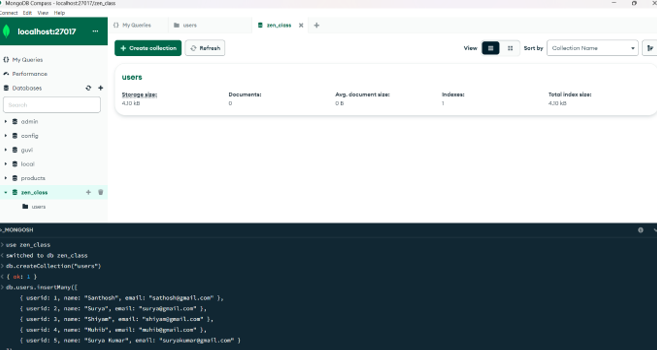 MongoDB Compass - localhost:27017/zen_class
Connect Edit View Help
localhost:27017 ...
My Queries users zen_class × +
+ Create collection Refresh View Sort by Collection Name
My Queries
Performance
Databases
Search
admin
config
guvi
local
products
zen_class
users
users
Storage size: Documents: Avg. document size: Indexes: Total index size:
4.10 kB 0 0 B 1 4.10 kB
>_MONGOSH
> use zen_class
< switched to db zen_class
> db.createCollection("users")
< { ok: 1 }
> db.users.insertMany([
{ userid: 1, name: "Santhosh", email: "sathosh@gmail.com" },
{ userid: 2, name: "Surya", email: "surya@gmail.com" },
{ userid: 3, name: "Shiyam", email: "shiyam@gmail.com" },
{ userid: 4, name: "Muhib", email: "muhib@gmail.com" },
{ userid: 5, name: "Surya Kumar", email: "suryakumar@gmail.com" }